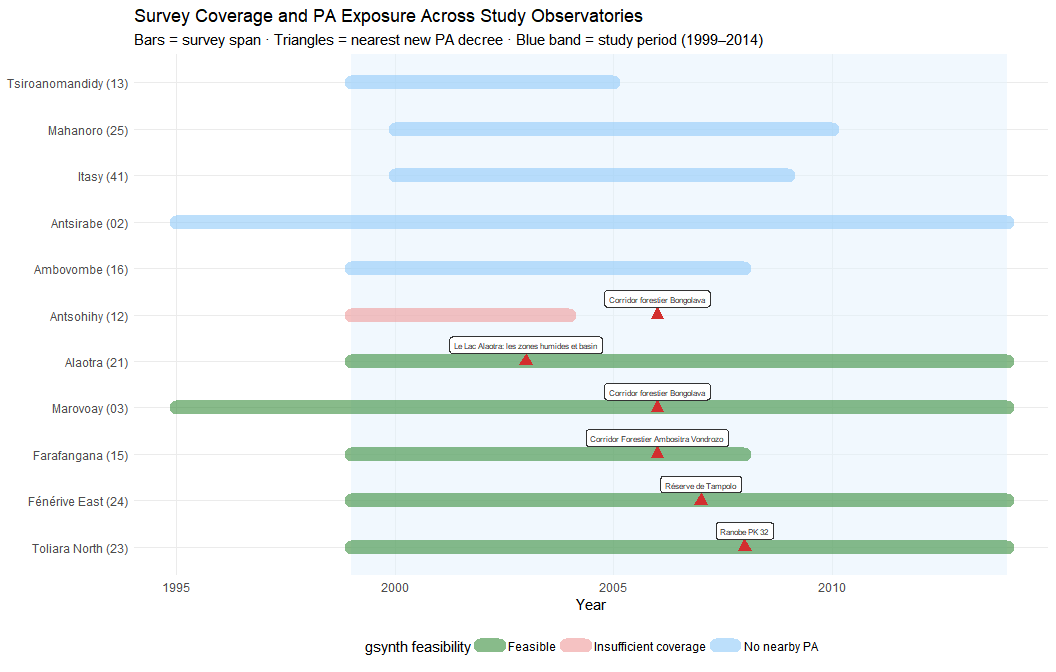 Survey Coverage and PA Exposure Across Study Observatories
Bars = survey span · Triangles = nearest new PA decree · Blue band = study period (1999–2014)
Tsiroanomandidy (13)
Mahanoro (25)
Itasy (41)
Antsirabe (02)
Ambovombe (16)
Corridor forestier Bongolava
Antsohihy (12)
Le Lac Alaotra: les zones humides et basin
Alaotra (21)
Corridor forestier Bongolava
Marovoay (03)
Corridor Forestier Ambositra Vondrozo
Farafangana (15)
Réserve de Tampolo
Fénérive East (24)
Ranobe PK 32
Toliara North (23)
1995 2000 2005 2010
Year
gsynth feasibility Feasible Insufficient coverage No nearby PA